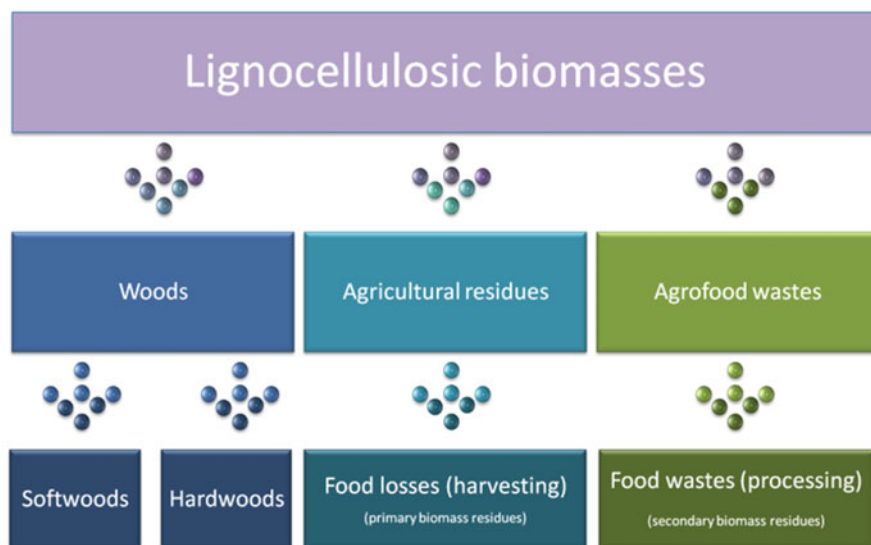 Lignocellulosic biomasses
Woods
Agricultural residues
Agrofood wastes
Softwoods
Hardwoods
Food losses (harvesting)
(primary biomass residues)
Food wastes (processing)
(secondary biomass residues)